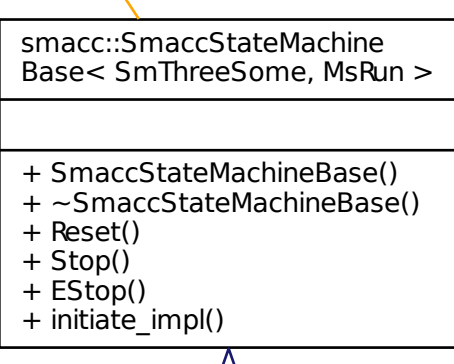 smacc::SmaccStateMachine
Base< SmThreeSome, MsRun >
+ SmaccStateMachineBase()
+ ~SmaccStateMachineBase()
+ Reset()
+ Stop()
+ EStop()
+ initiate_impl()